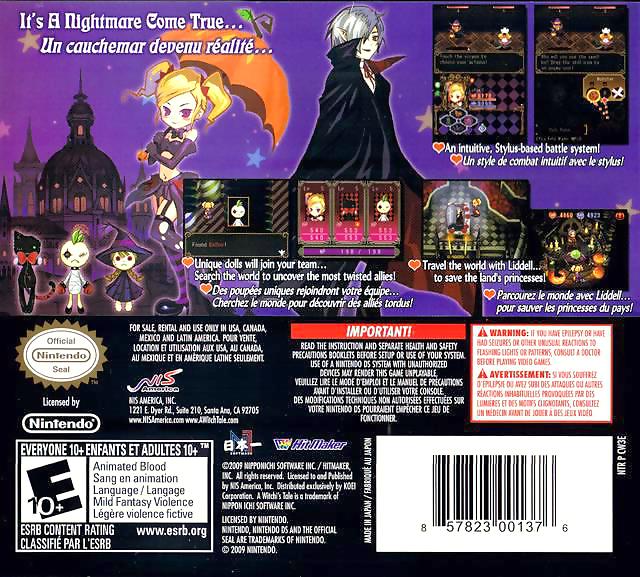 It's A Nightmare Come True...
Un cauchemar devenu réalité...
An intuitive, Stylus-based battle system!
Un style de combat intuitif avec le stylus!
Unique dolls will join your team...
Search the world to uncover the most twisted allies!
Des poupées uniques rejoindront votre équipe...
Cherchez le monde pour découvrir des alliés tordus!
Travel the world with Liddell...
to save the land's princesses!
Parcourez le monde avec Liddell...
pour sauver les princesses du pays!
Official
Nintendo
Seal
Licensed by
Nintendo
FOR SALE, RENTAL AND USE ONLY IN USA, CANADA,
MEXICO AND LATIN AMERICA. POUR VENTE,
LOCATION ET UTILISATION AUX USA, AU CANADA,
AU MEXIQUE ET EN AMÉRIQUE LATINE SEULEMENT.
NIS
America
NIS AMERICA, INC.
1221 E. Dyer Rd., Suite 210, Santa Ana, CA 92705
www.NISAmerica.com www.AWitchTale.com
IMPORTANT!
READ THE INSTRUCTION AND SEPARATE HEALTH AND SAFETY
PRECAUTIONS BOOKLETS BEFORE SETUP OR USE OF YOUR SYSTEM.
USE OF A NINTENDO DS SYSTEM WITH UNAUTHORIZED
DEVICES MAY RENDER THIS GAME UNPLAYABLE.
VEUILLEZ LIRE LE MODE D'EMPLOI ET LE MANUEL DE PRÉCAUTIONS
AVANT D'INSTALLER OU D'UTILISER VOTRE CONSOLE.
DES MODIFICATIONS TECHNIQUES NON AUTORISÉES EFFECTUÉES SUR
VOTRE NINTENDO DS POURRAIENT EMPÊCHER CE JEU DE
FONCTIONNER.
WARNING: IF YOU HAVE EPILEPSY OR HAVE
HAD SEIZURES OR OTHER UNUSUAL REACTIONS TO
FLASHING LIGHTS OR PATTERNS, CONSULT A DOCTOR
BEFORE PLAYING VIDEO GAMES.
AVERTISSEMENT: SI VOUS SOUFFREZ
D'ÉPILEPSIE OU AVEZ SUBI DES ATTAQUES OU AUTRES
RÉACTIONS INHABITUELLES PROVOQUÉES PAR DES
LUMIÈRES ET DES MOTIFS CLIGNOTANTS, CONSULTEZ
UN MÉDECIN AVANT DE JOUER À DES JEUX VIDÉO
EVERYONE 10+ ENFANTS ET ADULTES 10+™
E
10+
Animated Blood
Sang en animation
Language / Langage
Mild Fantasy Violence
Légère violence fictive
ESRB CONTENT RATING www.esrb.org
CLASSIFIÉ PAR L'ESRB
日本一
HitMaker
©2009 NIPPONICHI SOFTWARE INC. / HITMAKER,
INC. All rights reserved. Licensed to and Published
by NIS America, Inc. Distributed exclusively by KOEI
Corporation. A Witch's Tale is a trademark of
NIPPON ICHI SOFTWARE INC.
LICENSED BY NINTENDO.
NINTENDO, NINTENDO DS AND THE OFFICIAL
SEAL ARE TRADEMARKS OF NINTENDO.
© 2009 NINTENDO.
MADE IN JAPAN / FABRIQUÉ AU JAPON
8 57823 00137 6
NTR P CW3E